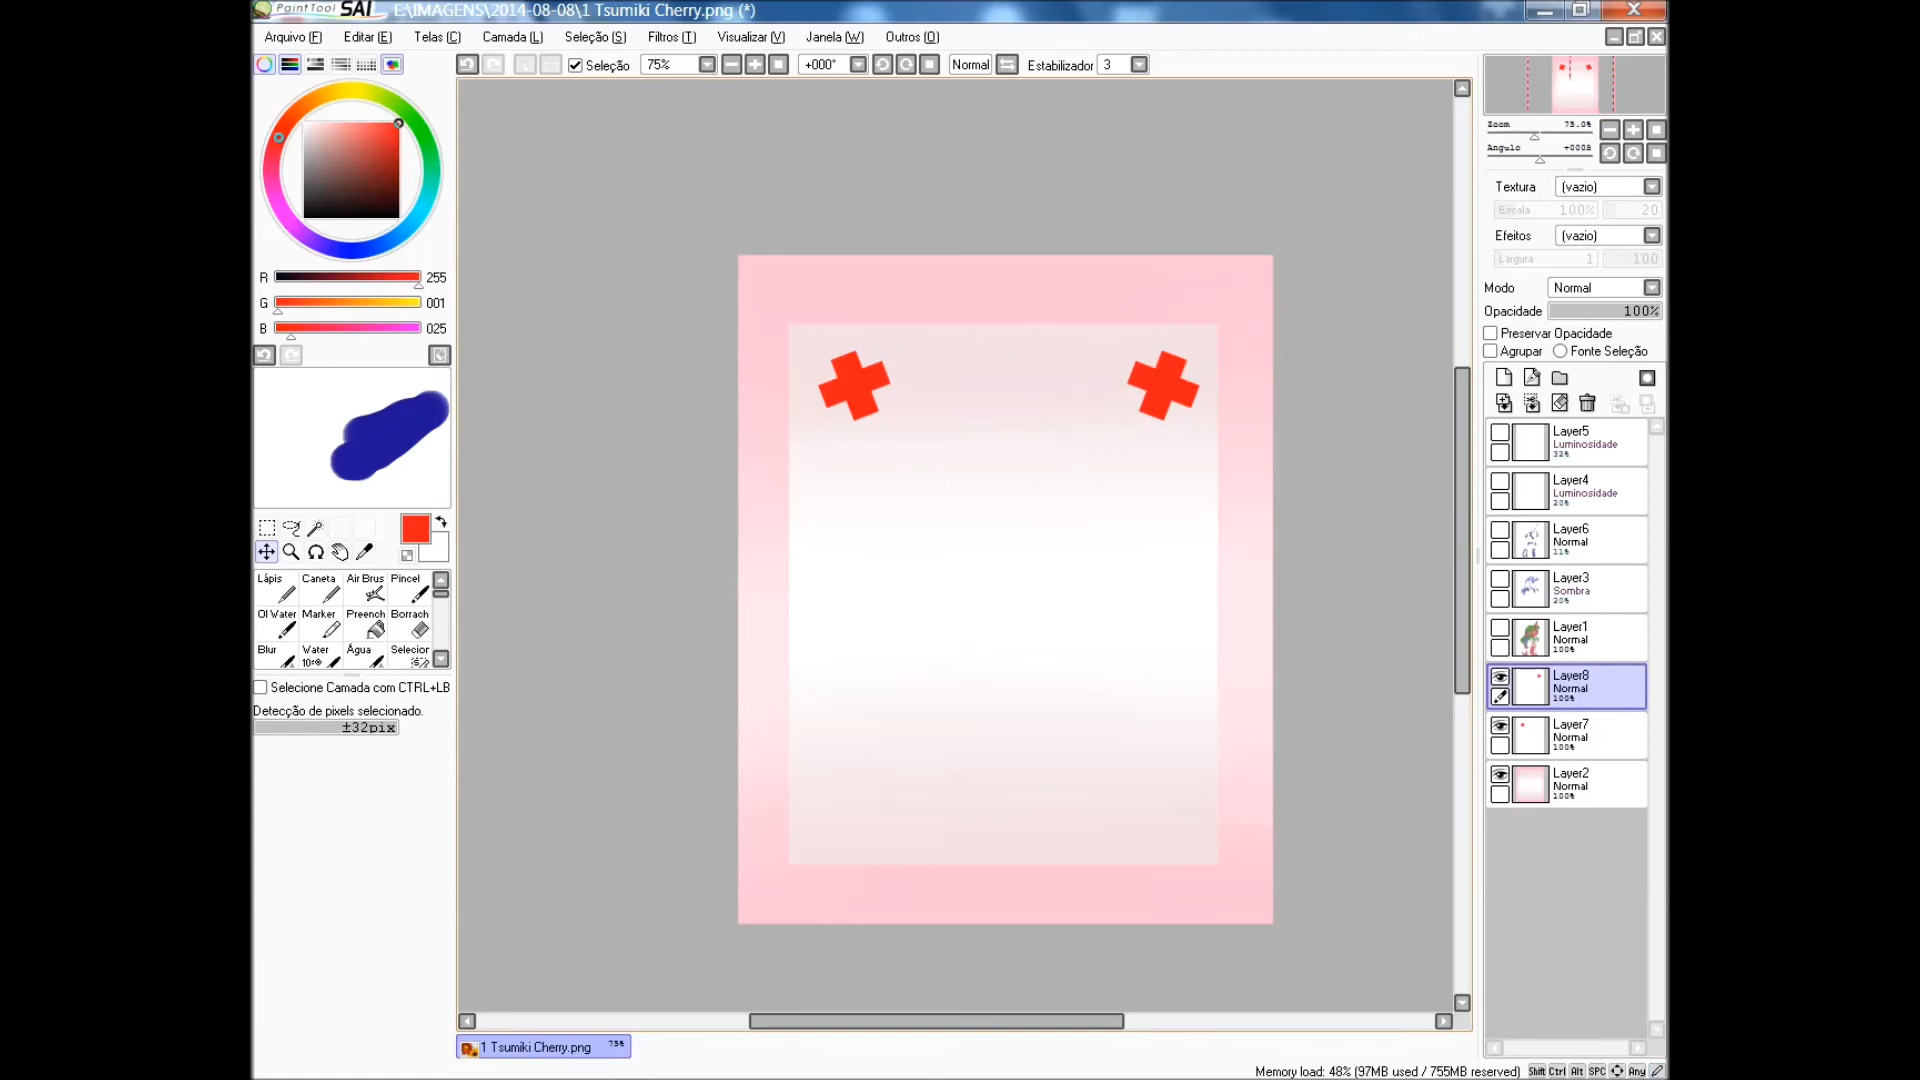 PaintTool SAI E:\IMAGENS\2014-08-08\1 Tsumiki Cherry.png (*)
Arquivo (F) Editar (E) Telas (C) Camada (L) Seleção (S) Filtros (T) Visualizar (V) Janela (W) Outros (O)
Seleção 75% +000° Normal Estabilizador 3
Zoom 75.0%
Angulo +000º
Textura (vazio)
Escala 100% 20
Efeitos (vazio)
Largura 1 100
Modo Normal
Opacidade 100%
Preservar Opacidade
Agrupar Fonte Seleção
R 255
G 001
B 025
Lápis Caneta Air Brus Pincel
Ol Water Marker Preench Borrach
Blur Water Água Selecior
Selecione Camada com CTRL+LB
Detecção de pixels selecionado.
±32pix
Layer5
Luminosidade
32%
Layer4
Luminosidade
20%
Layer6
Normal
11%
Layer3
Sombra
20%
Layer1
Normal
100%
Layer8
Normal
100%
Layer7
Normal
100%
Layer2
Normal
100%
1 Tsumiki Cherry.png 75%
Memory load: 48% (97MB used / 755MB reserved) Shift Ctrl Alt SPC Any